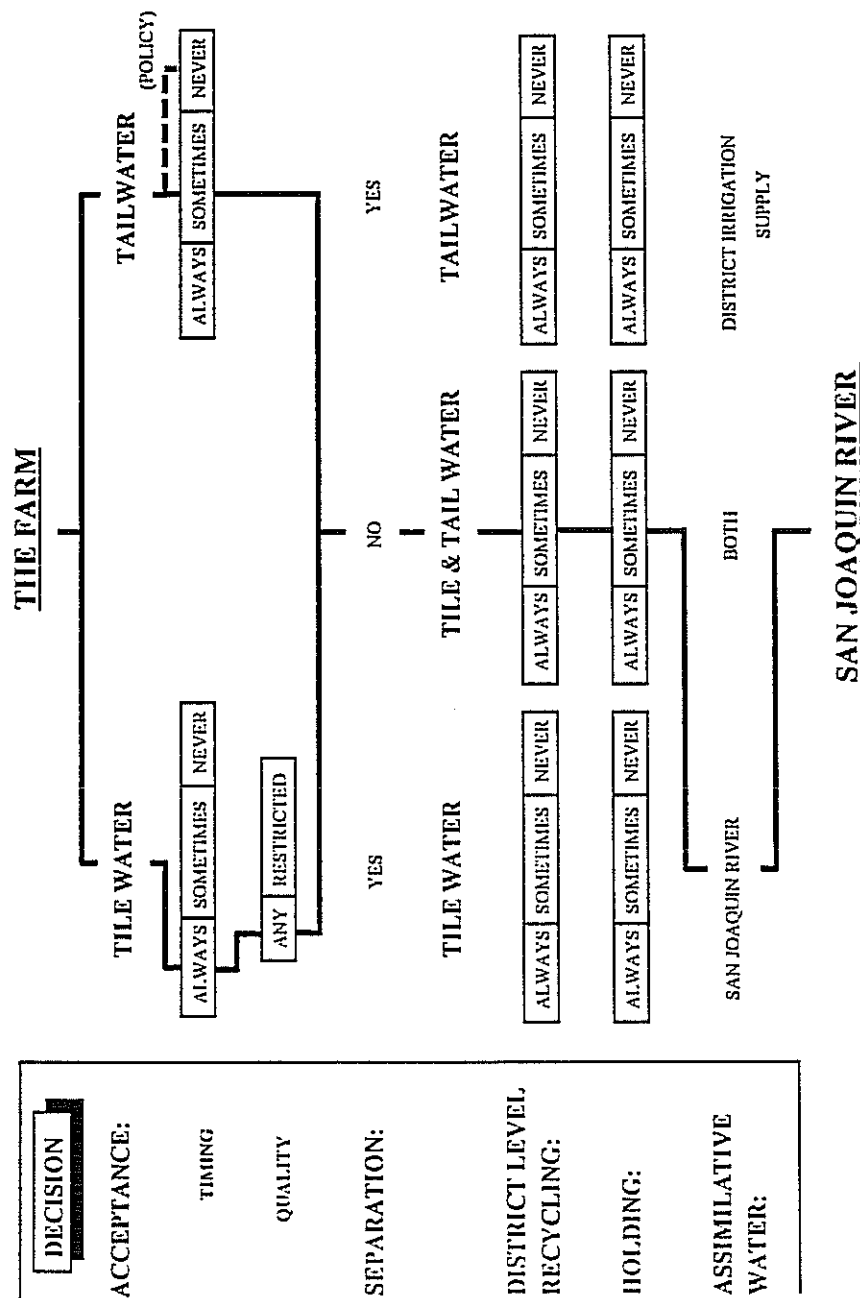 THE FARM
DECISION
ACCEPTANCE:
TILE WATER
TAILWATER
(POLICY)
TIMING
ALWAYS SOMETIMES NEVER
ALWAYS SOMETIMES NEVER
QUALITY
ANY RESTRICTED
SEPARATION:
YES
NO
YES
TILE WATER
TILE & TAIL WATER
TAILWATER
DISTRICT LEVEL
RECYCLING:
ALWAYS SOMETIMES NEVER
ALWAYS SOMETIMES NEVER
ALWAYS SOMETIMES NEVER
HOLDING:
ALWAYS SOMETIMES NEVER
ALWAYS SOMETIMES NEVER
ALWAYS SOMETIMES NEVER
ASSIMILATIVE
WATER:
SAN JOAQUIN RIVER
BOTH
DISTRICT IRRIGATION
SUPPLY
SAN JOAQUIN RIVER